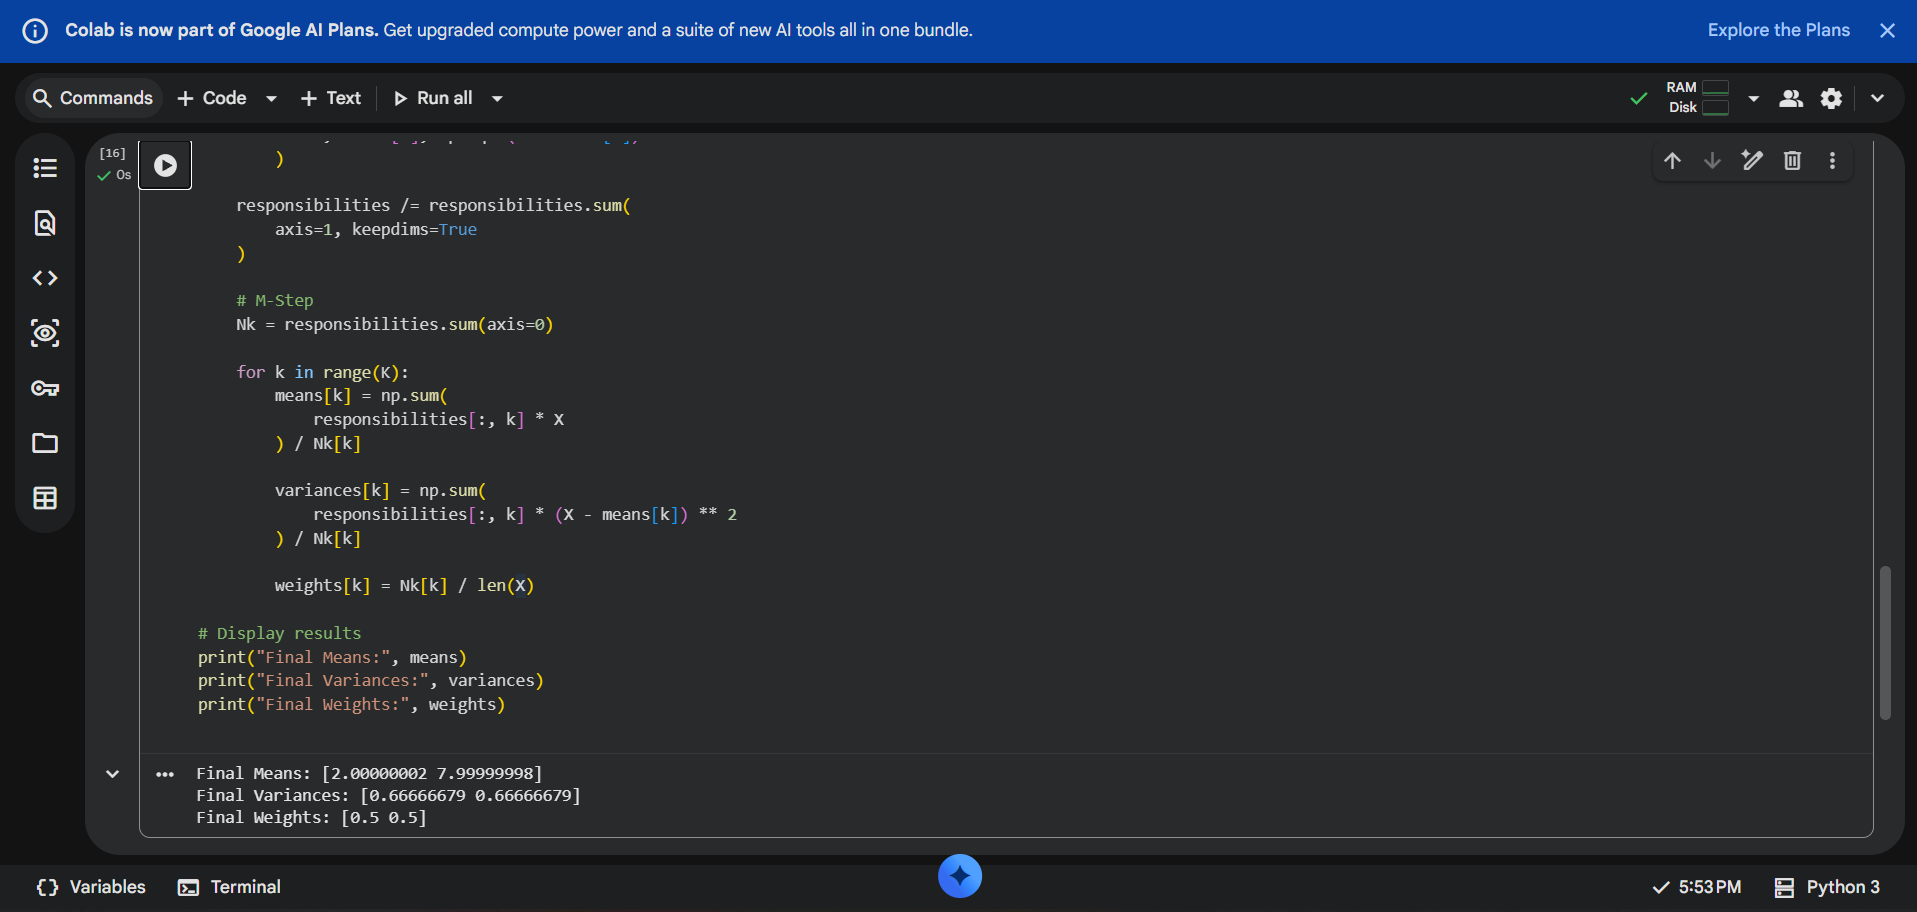 Colab is now part of Google AI Plans. Get upgraded compute power and a suite of new AI tools all in one bundle.
Explore the Plans
Commands
+ Code
+ Text
Run all
RAM
Disk
[16]
0s
)
responsibilities /= responsibilities.sum(
axis=1, keepdims=True
)
# M-Step
Nk = responsibilities.sum(axis=0)
for k in range(K):
means[k] = np.sum(
responsibilities[:, k] * X
) / Nk[k]
variances[k] = np.sum(
responsibilities[:, k] * (X - means[k]) ** 2
) / Nk[k]
weights[k] = Nk[k] / len(X)
# Display results
print("Final Means:", means)
print("Final Variances:", variances)
print("Final Weights:", weights)
Final Means: [2.00000002 7.99999998]
Final Variances: [0.66666679 0.66666679]
Final Weights: [0.5 0.5]
Variables
Terminal
5:53 PM
Python 3